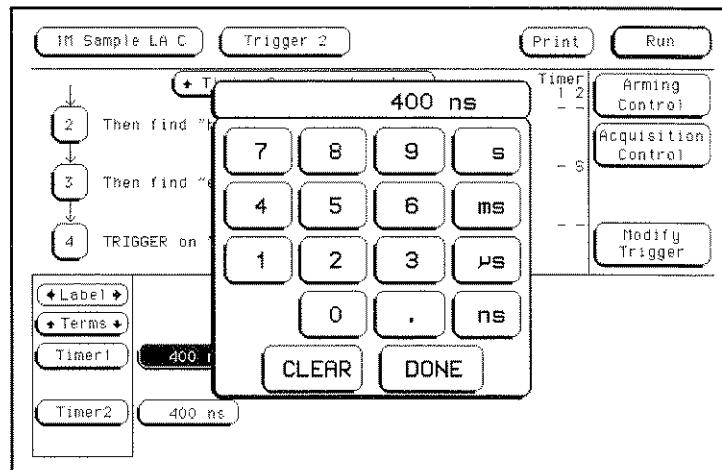 1M Sample LA C
Trigger 2
Print
Run
Timer
1 2
- -
Arming
Control
2
Then find
Acquisition
Control
3
Then find
- S
4
TRIGGER on
- -
Modify
Trigger
400 ns
7 8 9 s
4 5 6 ms
1 2 3 µs
0 . ns
CLEAR DONE
Label
Terms
Timer1
400
Timer2
400 ns